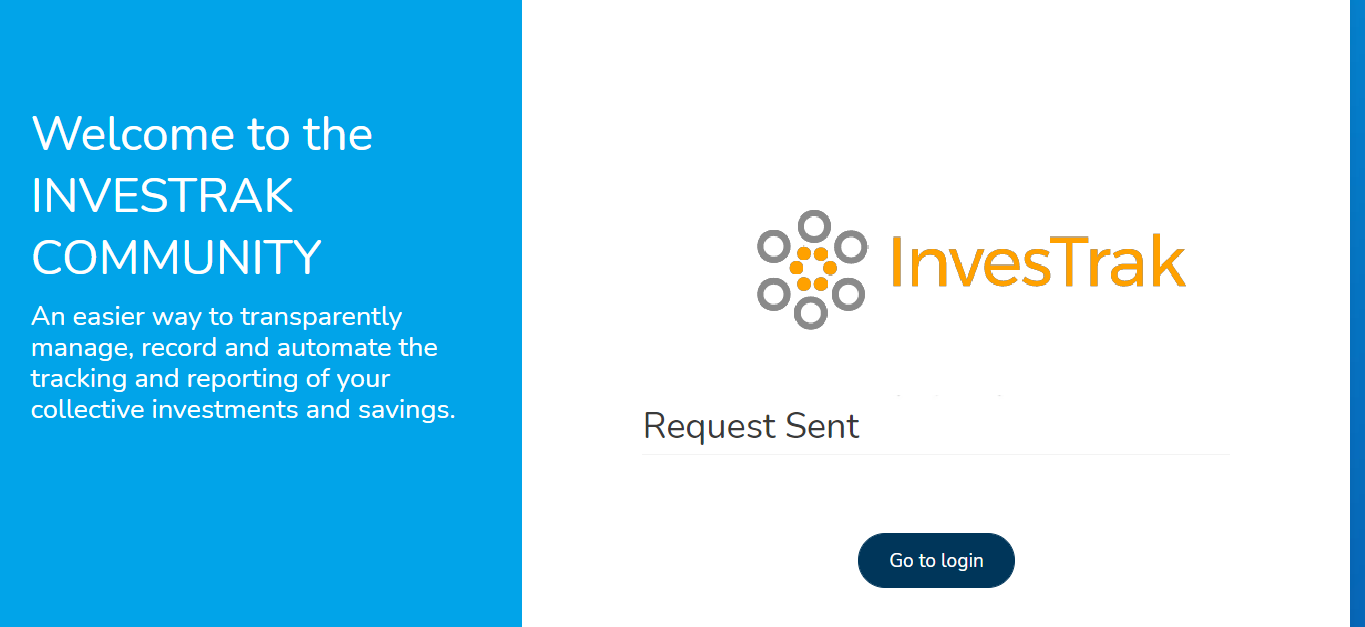 Welcome to the
INVESTRAK
COMMUNITY
An easier way to transparently
manage, record and automate the
tracking and reporting of your
collective investments and savings.
InvesTrak
Request Sent
Go to login